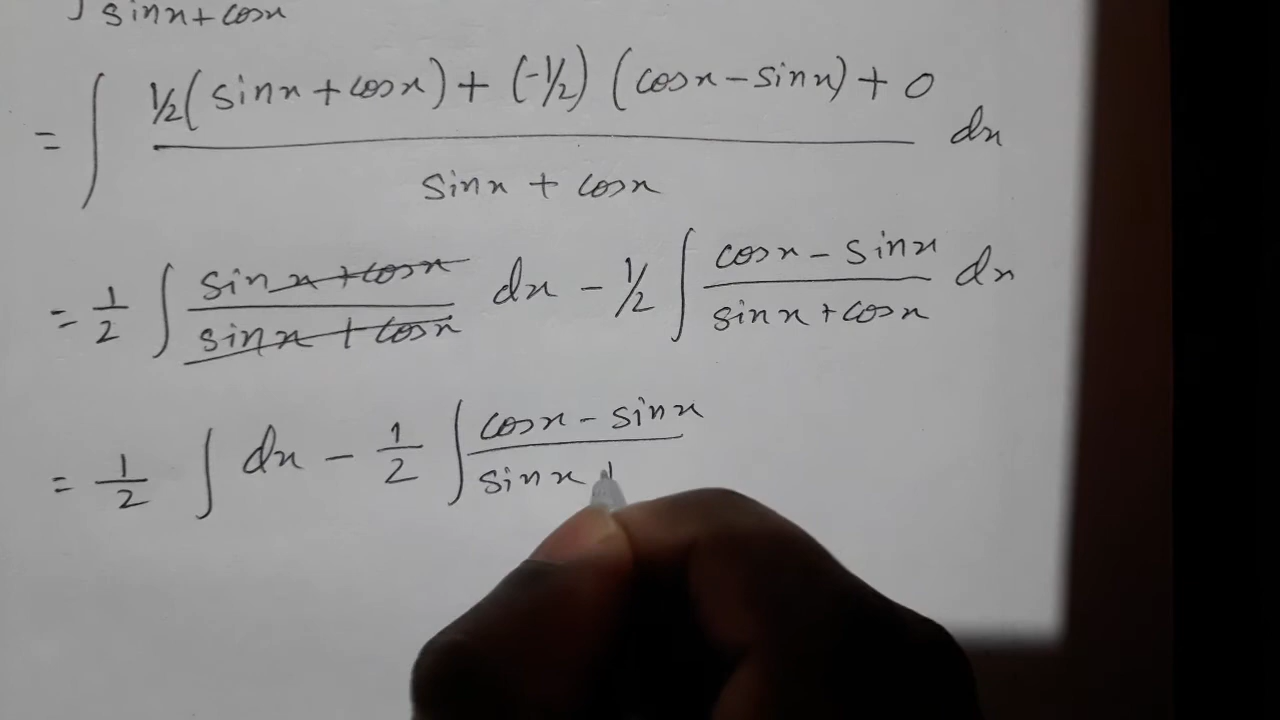 ∫ sinx + cosx
= ∫ ½(sinx + cosx) + (-½) (cosx - sinx) + 0 / sinx + cosx dx
= 1/2 ∫ sinx + cosx / sinx + cosx dx - ½ ∫ cosx - sinx / sinx + cosx dx
= 1/2 ∫ dx - 1/2 ∫ cosx - sinx / sinx +